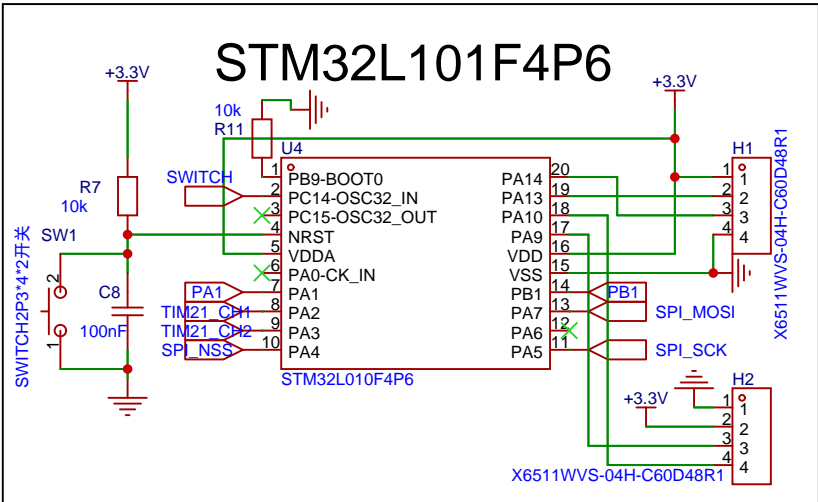 STM32L101F4P6
+3.3V
+3.3V
10k
R11
U4
H1
SWITCH
1
PB9-BOOT0
PA14
20
2
PC14-OSC32_IN
PA13
19
3
PC15-OSC32_OUT
PA10
18
4
NRST
PA9
17
5
VDDA
VDD
16
6
PA0-CK_IN
VSS
15
7
PA1
PB1
14
8
PA2
PA7
13
9
PA3
PA6
12
10
PA4
PA5
11
STM32L010F4P6
R7
10k
SW1
SWITCH2P3*4*2开关
2
1
C8
100nF
PA1
TIM21_CH1
TIM21_CH2
SPI_NSS
PB1
SPI_MOSI
SPI_SCK
1
1
2
2
3
3
4
4
X6511WVS-04H-C60D48R1
H2
+3.3V
1
1
2
2
3
3
4
4
X6511WVS-04H-C60D48R1